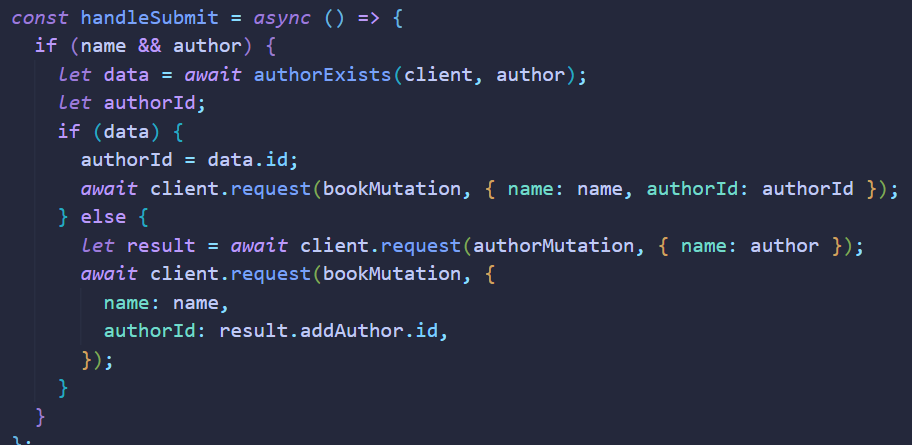 const handleSubmit = async () => {
  if (name && author) {
    let data = await authorExists(client, author);
    let authorId;
    if (data) {
      authorId = data.id;
      await client.request(bookMutation, { name: name, authorId: authorId });
    } else {
      let result = await client.request(authorMutation, { name: author });
      await client.request(bookMutation, {
        name: name,
        authorId: result.addAuthor.id,
      });
    }
  }
};